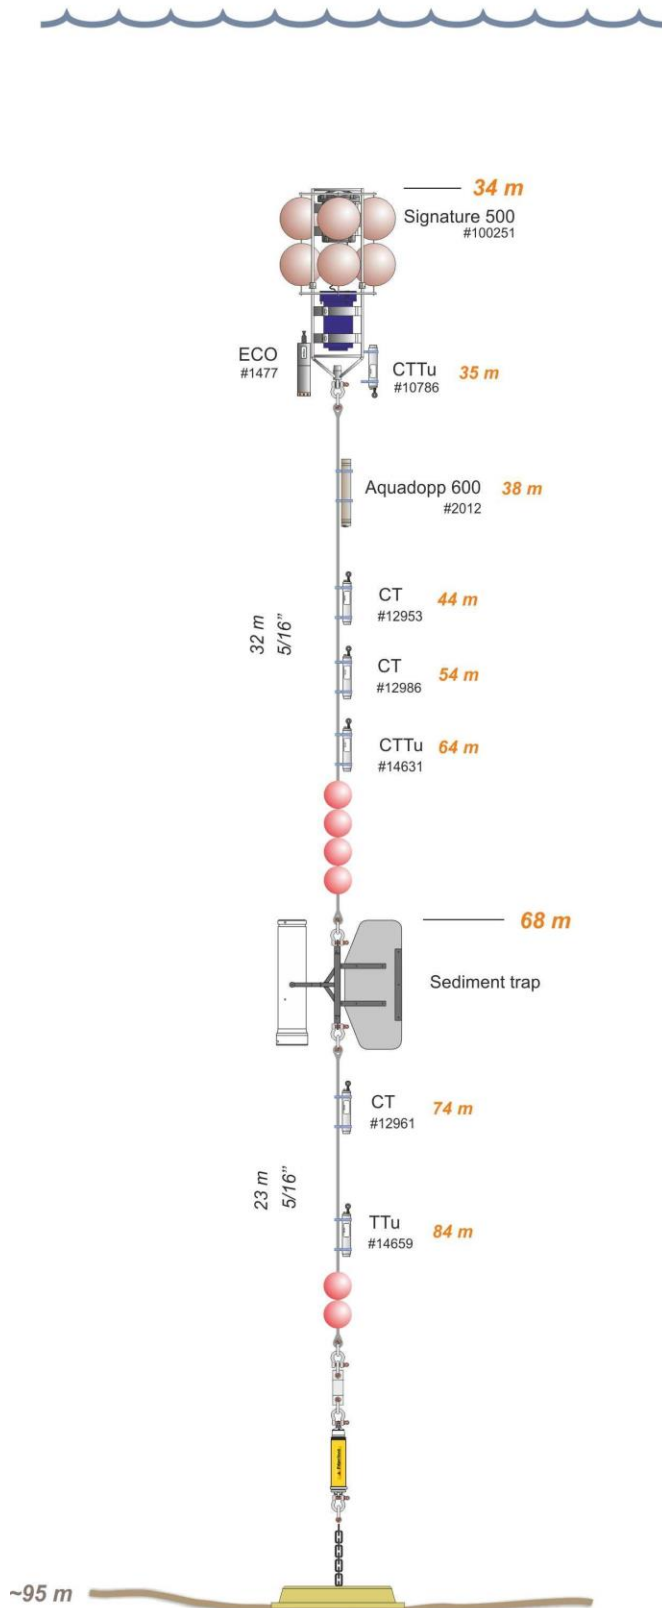 34 m
Signature 500
#100251
ECO
#1477
CTTu
#10786
35 m
Aquadopp 600
#2012
38 m
CT
#12953
44 m
32 m
5/16”
CT
#12986
54 m
CTTu
#14631
64 m
68 m
Sediment trap
CT
#12961
74 m
23 m
5/16”
TTu
#14659
84 m
~95 m